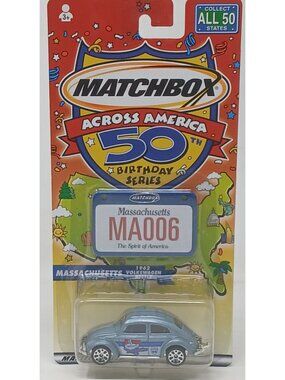 3+
COLLECT
ALL 50
STATES
MATCHBOX
ACROSS AMERICA
50TH
BIRTHDAY
SERIES
MATCHBOX
Massachusetts
MA006
The Spirit of America
MASSACHUSETTS
1962
VOLKSWAGEN